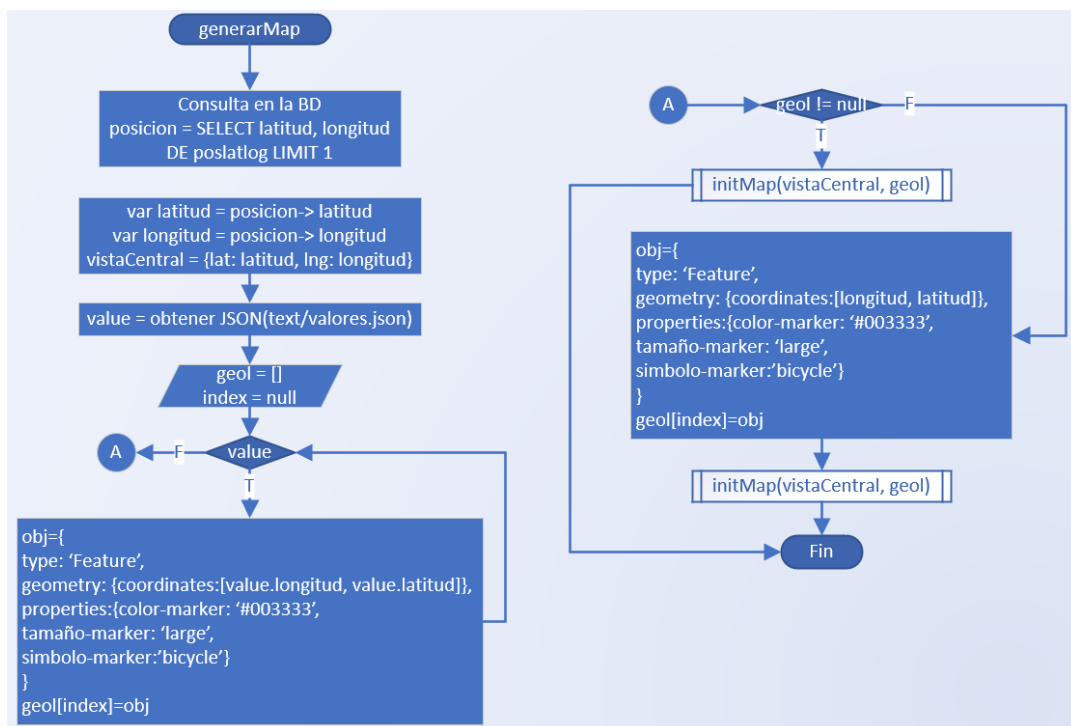 generarMap
Consulta en la BD
posicion = SELECT latitud, longitud
DE poslatlog LIMIT 1
var latitud = posicion-> latitud
var longitud = posicion-> longitud
vistaCentral = {lat: latitud, lng: longitud}
value = obtener JSON(text/valores.json)
geol = []
index = null
A
F
value
T
obj={
type: ‘Feature’,
geometry: {coordinates:[value.longitud, value.latitud]},
properties:{color-marker: ‘#003333’,
tamaño-marker: ‘large’,
simbolo-marker:’bicycle’}
}
geol[index]=obj
A
geol != null
F
T
initMap(vistaCentral, geol)
obj={
type: ‘Feature’,
geometry: {coordinates:[longitud, latitud]},
properties:{color-marker: ‘#003333’,
tamaño-marker: ‘large’,
simbolo-marker:’bicycle’}
}
geol[index]=obj
initMap(vistaCentral, geol)
Fin